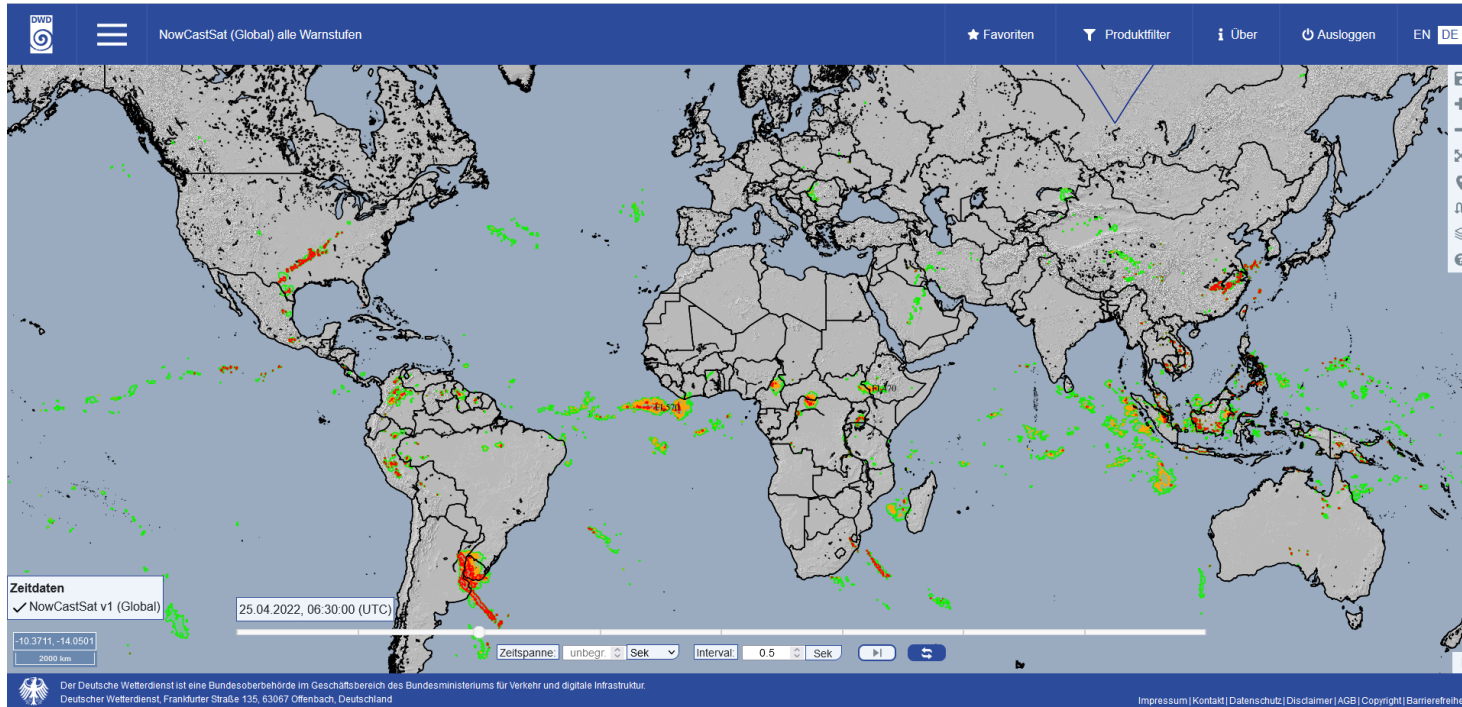 DWD
NowCastSat (Global) alle Warnstufen
Favoriten
Produktfilter
Über
Ausloggen
EN DE
FL520
FL470
Zeitdaten
NowCastSat v1 (Global)
25.04.2022, 06:30:00 (UTC)
-10.3711, -14.0501
2000 km
Zeitspanne: unbegr. Sek Interval: 0.5 Sek
Der Deutsche Wetterdienst ist eine Bundesoberbehörde im Geschäftsbereich des Bundesministeriums für Verkehr und digitale Infrastruktur.
Deutscher Wetterdienst, Frankfurter Straße 135, 63067 Offenbach, Deutschland
Impressum|Kontakt|Datenschutz|Disclaimer|AGB|Copyright|Barrierefreihe